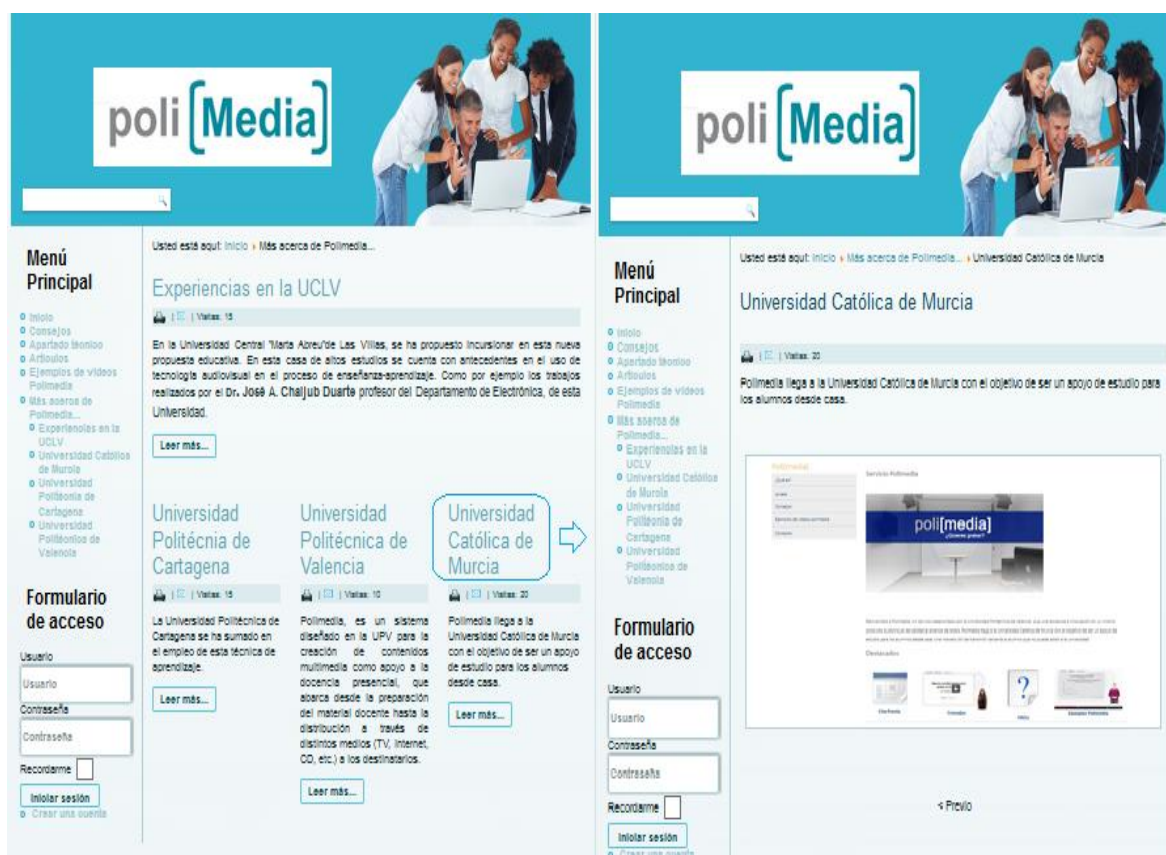 poli [Media]
Usted está aquí: Inicio Más acerca de Polimedia...
Menú
Principal
Inicio
Consejos
Apartado técnico
Artículos
Ejemplos de vídeos
Polimedia
Más acerca de
Polimedia...
Experiencias en la
UCLV
Universidad Católica
de Murcia
Universidad
Politécnia de
Cartagena
Universidad
Politécnica de
Valencia
Formulario
de acceso
Usuario
Usuario
Contraseña
Contraseña
Recordarme
Iniciar sesión
Crear una cuenta
Experiencias en la UCLV
| Visitas: 15
En la Universidad Central "Marta Abreu"de Las Villas, se ha propuesto incursionar en esta nueva
propuesta educativa. En esta casa de altos estudios se cuenta con antecedentes en el uso de
tecnología audiovisual en el proceso de enseñanza-aprendizaje. Como por ejemplo los trabajos
realizados por el Dr. José A. Chaljub Duarte profesor del Departamento de Electrónica, de esta
Universidad.
Leer más...
Universidad
Politécnia de
Cartagena
| Visitas: 15
La Universidad Politécnica de
Cartagena se ha sumado en
el empleo de esta técnica de
aprendizaje.
Leer más...
Universidad
Politécnica de
Valencia
| Visitas: 10
Polimedia, es un sistema
diseñado en la UPV para la
creación de contenidos
multimedia como apoyo a la
docencia presencial, que
abarca desde la preparación
del material docente hasta la
distribución a través de
distintos medios (TV, Internet,
CD, etc.) a los destinatarios.
Leer más...
Universidad
Católica de
Murcia
| Visitas: 20
Polimedia llega a la
Universidad Católica de Murcia
con el objetivo de ser un apoyo
de estudio para los alumnos
desde casa.
Leer más...
poli [Media]
Usted está aquí: Inicio Más acerca de Polimedia... Universidad Católica de Murcia
Menú
Principal
Inicio
Consejos
Apartado técnico
Artículos
Ejemplos de vídeos
Polimedia
Más acerca de
Polimedia...
Experiencias en la
UCLV
Universidad Católica
de Murcia
Universidad
Politécnia de
Cartagena
Universidad
Politécnica de
Valencia
Formulario
de acceso
Usuario
Usuario
Contraseña
Contraseña
Recordarme
Iniciar sesión
Crear una cuenta
Universidad Católica de Murcia
| Visitas: 20
Polimedia llega a la Universidad Católica de Murcia con el objetivo de ser un apoyo de estudio para
los alumnos desde casa.
Servicio Polimedia
poli[media]
¿Quieres grabar?
Destacados
Consejos
FAQs
Ejemplos Polimedia
< Previo